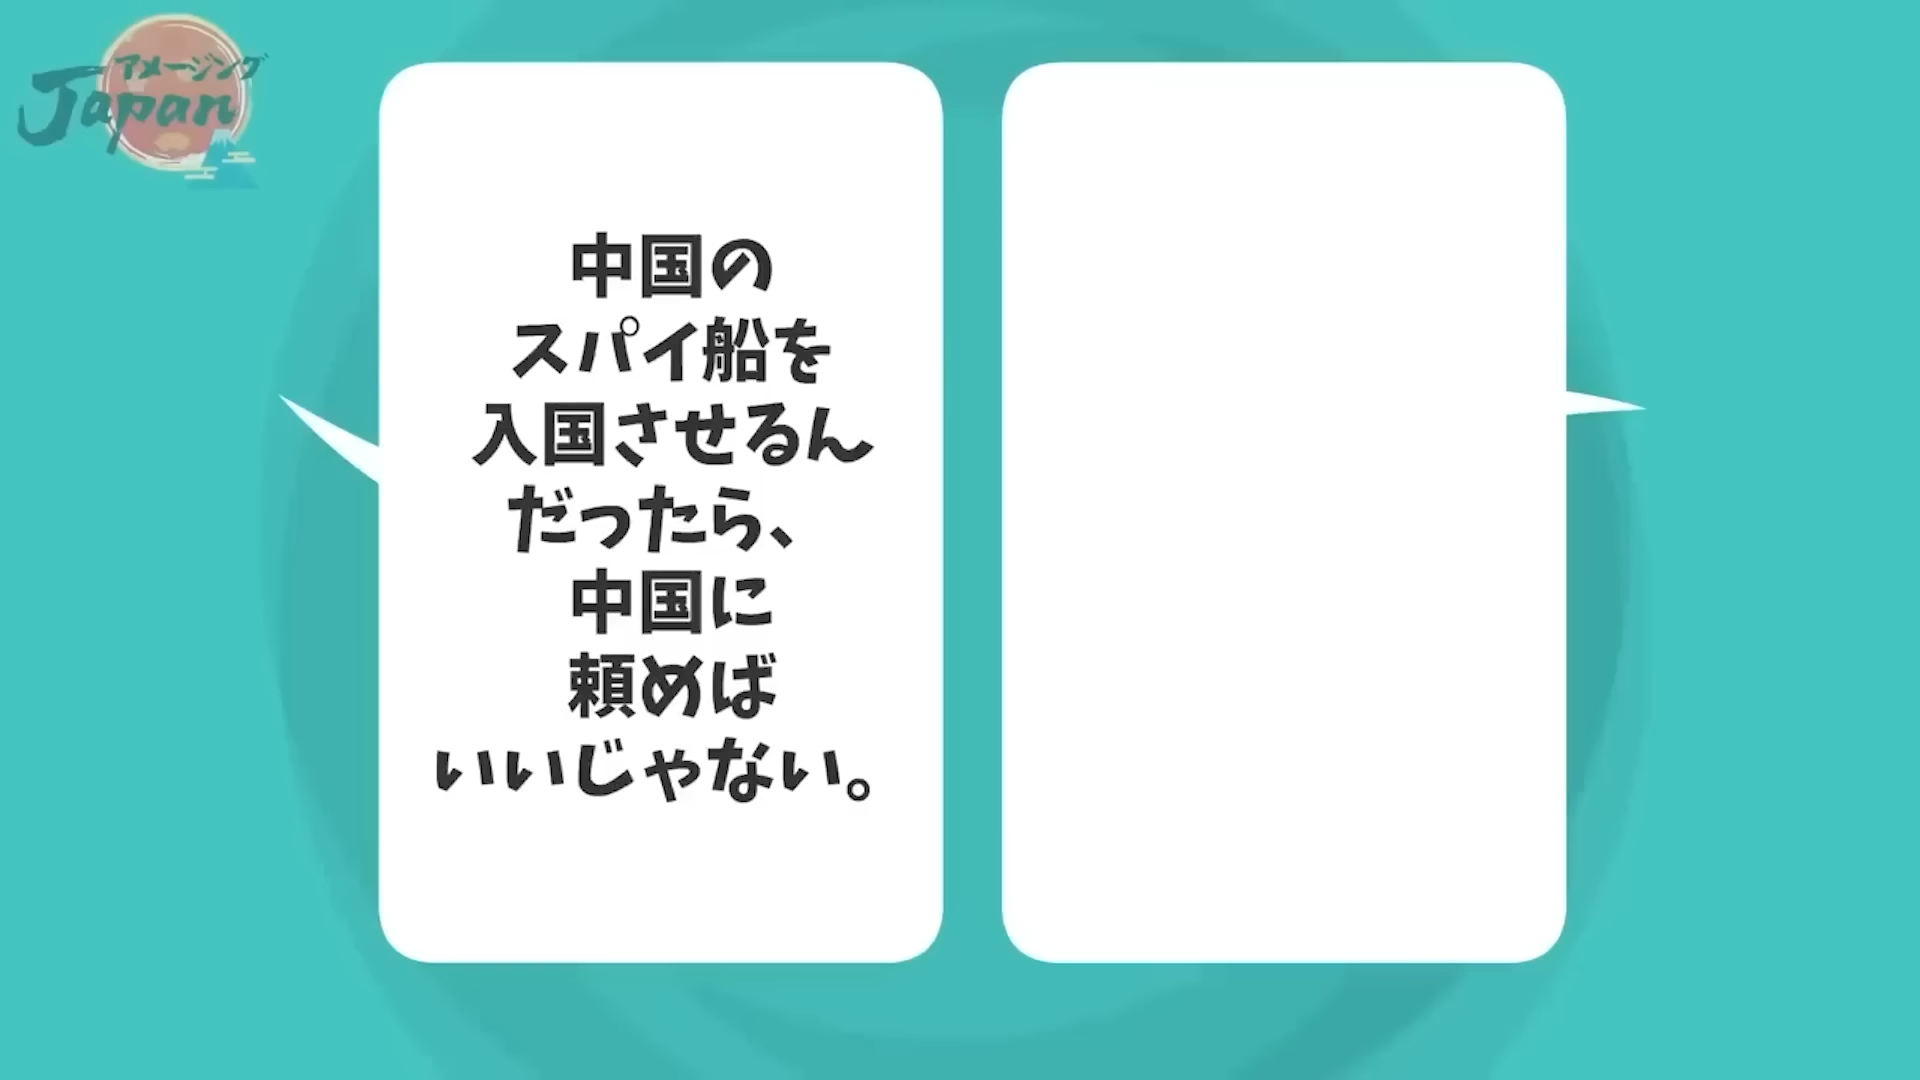 アメージング
Japan
中国の
スパイ船を
入国させるん
だったら、
中国に
頼めば
いいじゃない。